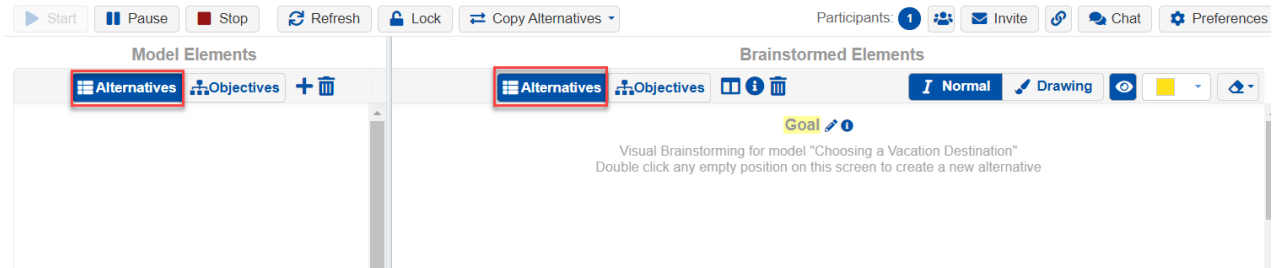 Start Pause Stop Refresh Lock Copy Alternatives Participants: 1 Invite Chat Preferences
Model Elements Brainstormed Elements
Alternatives Objectives Alternatives Objectives Normal Drawing
Goal
Visual Brainstorming for model "Choosing a Vacation Destination"
Double click any empty position on this screen to create a new alternative